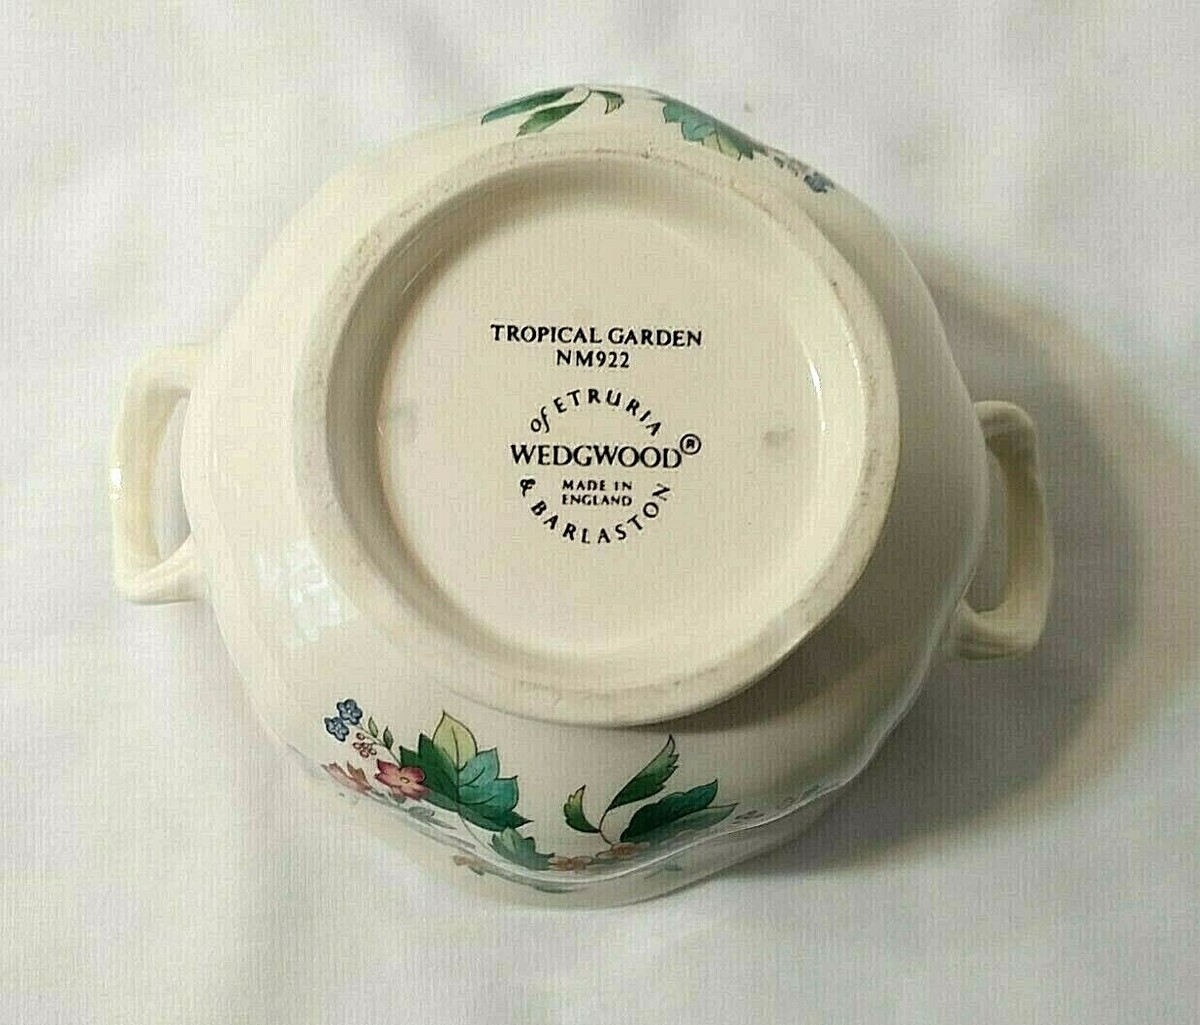 TROPICAL GARDEN
NM922
of ETRURIA
WEDGWOOD®
MADE IN
ENGLAND
& BARLASTON